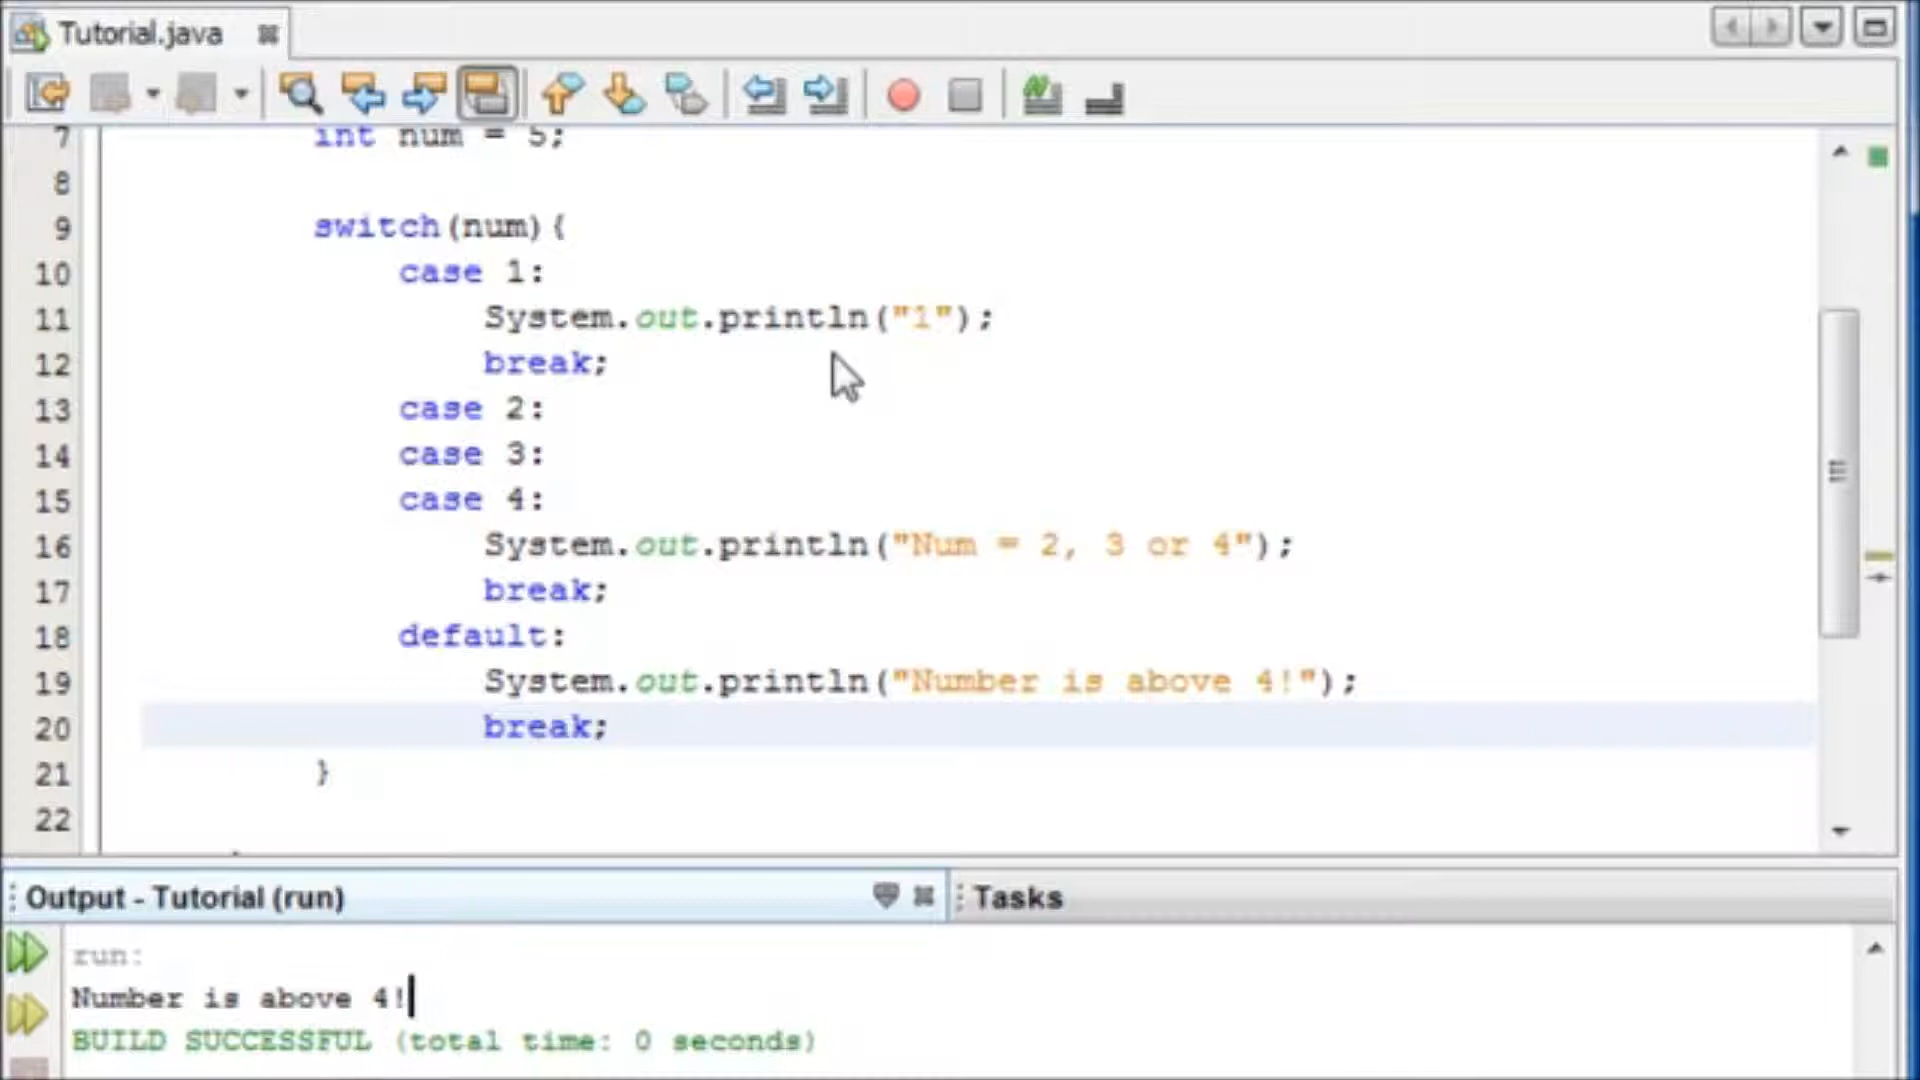 Tutorial.java
7 int num = 5;
8
9 switch(num){
10 case 1:
11 System.out.println("1");
12 break;
13 case 2:
14 case 3:
15 case 4:
16 System.out.println("Num = 2, 3 or 4");
17 break;
18 default:
19 System.out.println("Number is above 4!");
20 break;
21 }
22
Output - Tutorial (run) Tasks
run:
Number is above 4!
BUILD SUCCESSFUL (total time: 0 seconds)